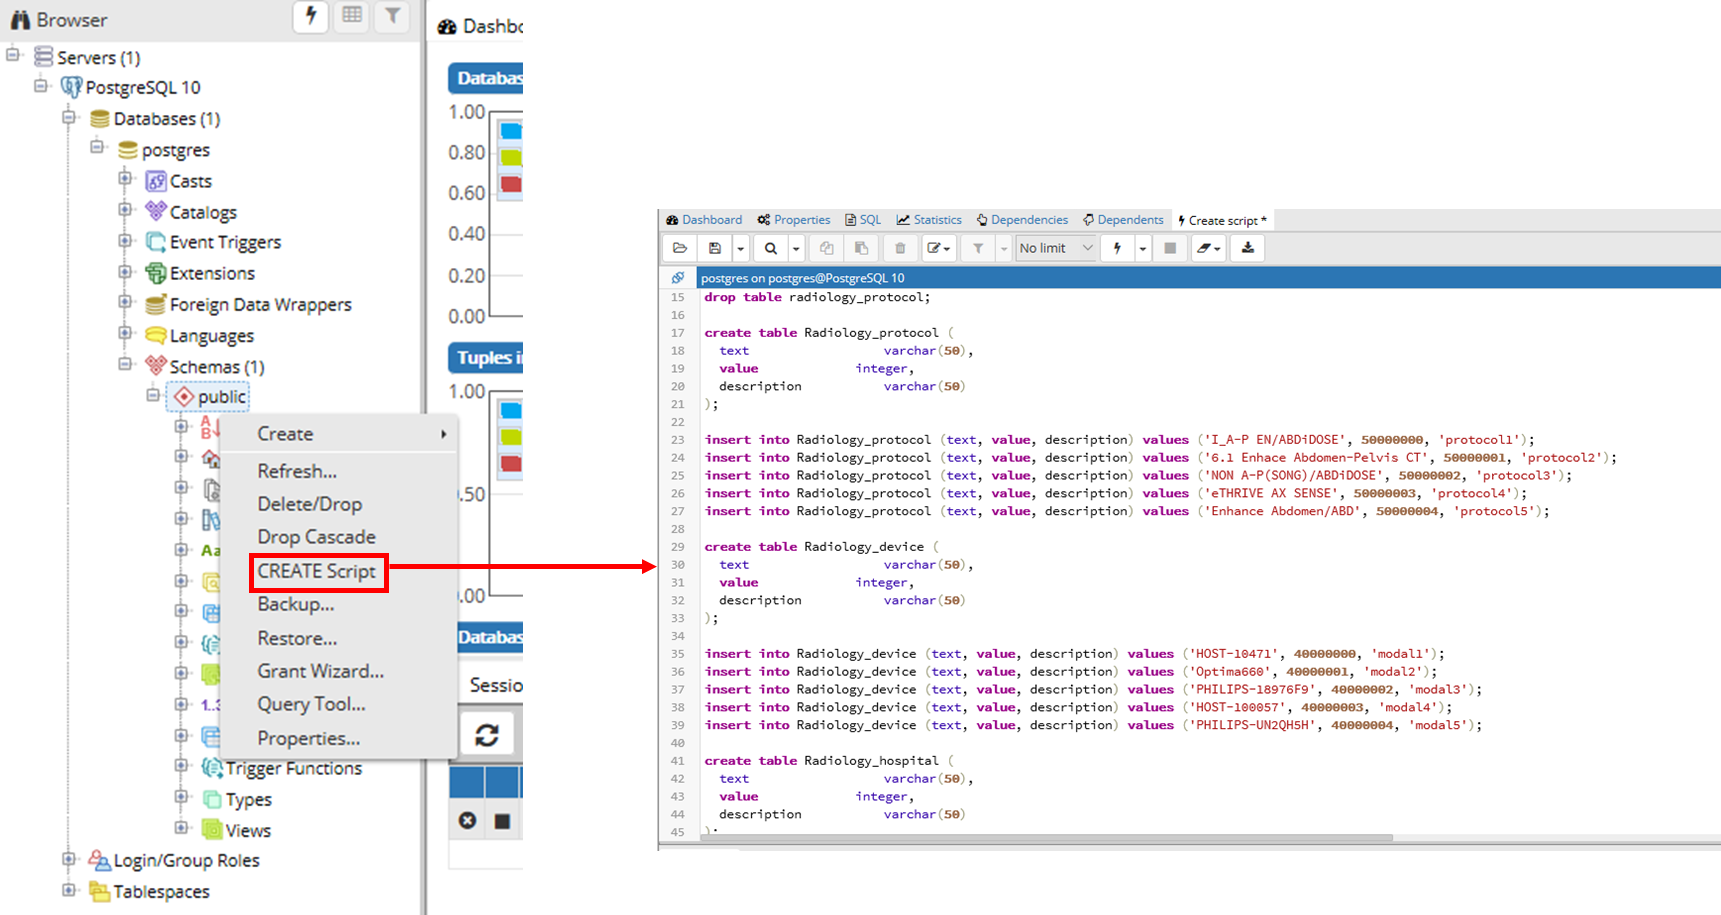 Browser
Servers (1)
PostgreSQL 10
Databases (1)
postgres
Casts
Catalogs
Event Triggers
Extensions
Foreign Data Wrappers
Languages
Schemas (1)
public
Create
Refresh...
Delete/Drop
Drop Cascade
CREATE Script
Backup...
Restore...
Grant Wizard...
Query Tool...
Properties...
Trigger Functions
Types
Views
Login/Group Roles
Tablespaces
1.00
0.80
0.60
0.40
0.20
0.00
1.00
Dashboard Properties SQL Statistics Dependencies Dependents Create script *
No limit
postgres on postgres@PostgreSQL 10
15 drop table radiology_protocol;
16
17 create table Radiology_protocol (
18 text varchar(50),
19 value integer,
20 description varchar(50)
21 );
22
23 insert into Radiology_protocol (text, value, description) values ('I_A-P EN/ABDiDOSE', 50000000, 'protocol1');
24 insert into Radiology_protocol (text, value, description) values ('6.1 Enhace Abdomen-Pelvis CT', 50000001, 'protocol2');
25 insert into Radiology_protocol (text, value, description) values ('NON A-P(SONG)/ABDiDOSE', 50000002, 'protocol3');
26 insert into Radiology_protocol (text, value, description) values ('eTHRIVE AX SENSE', 50000003, 'protocol4');
27 insert into Radiology_protocol (text, value, description) values ('Enhance Abdomen/ABD', 50000004, 'protocol5');
28
29 create table Radiology_device (
30 text varchar(50),
31 value integer,
32 description varchar(50)
33 );
34
35 insert into Radiology_device (text, value, description) values ('HOST-10471', 40000000, 'modal1');
36 insert into Radiology_device (text, value, description) values ('Optima660', 40000001, 'modal2');
37 insert into Radiology_device (text, value, description) values ('PHILIPS-18976F9', 40000002, 'modal3');
38 insert into Radiology_device (text, value, description) values ('HOST-100057', 40000003, 'modal4');
39 insert into Radiology_device (text, value, description) values ('PHILIPS-UN2QH5H', 40000004, 'modal5');
40
41 create table Radiology_hospital (
42 text varchar(50),
43 value integer,
44 description varchar(50)
45 );